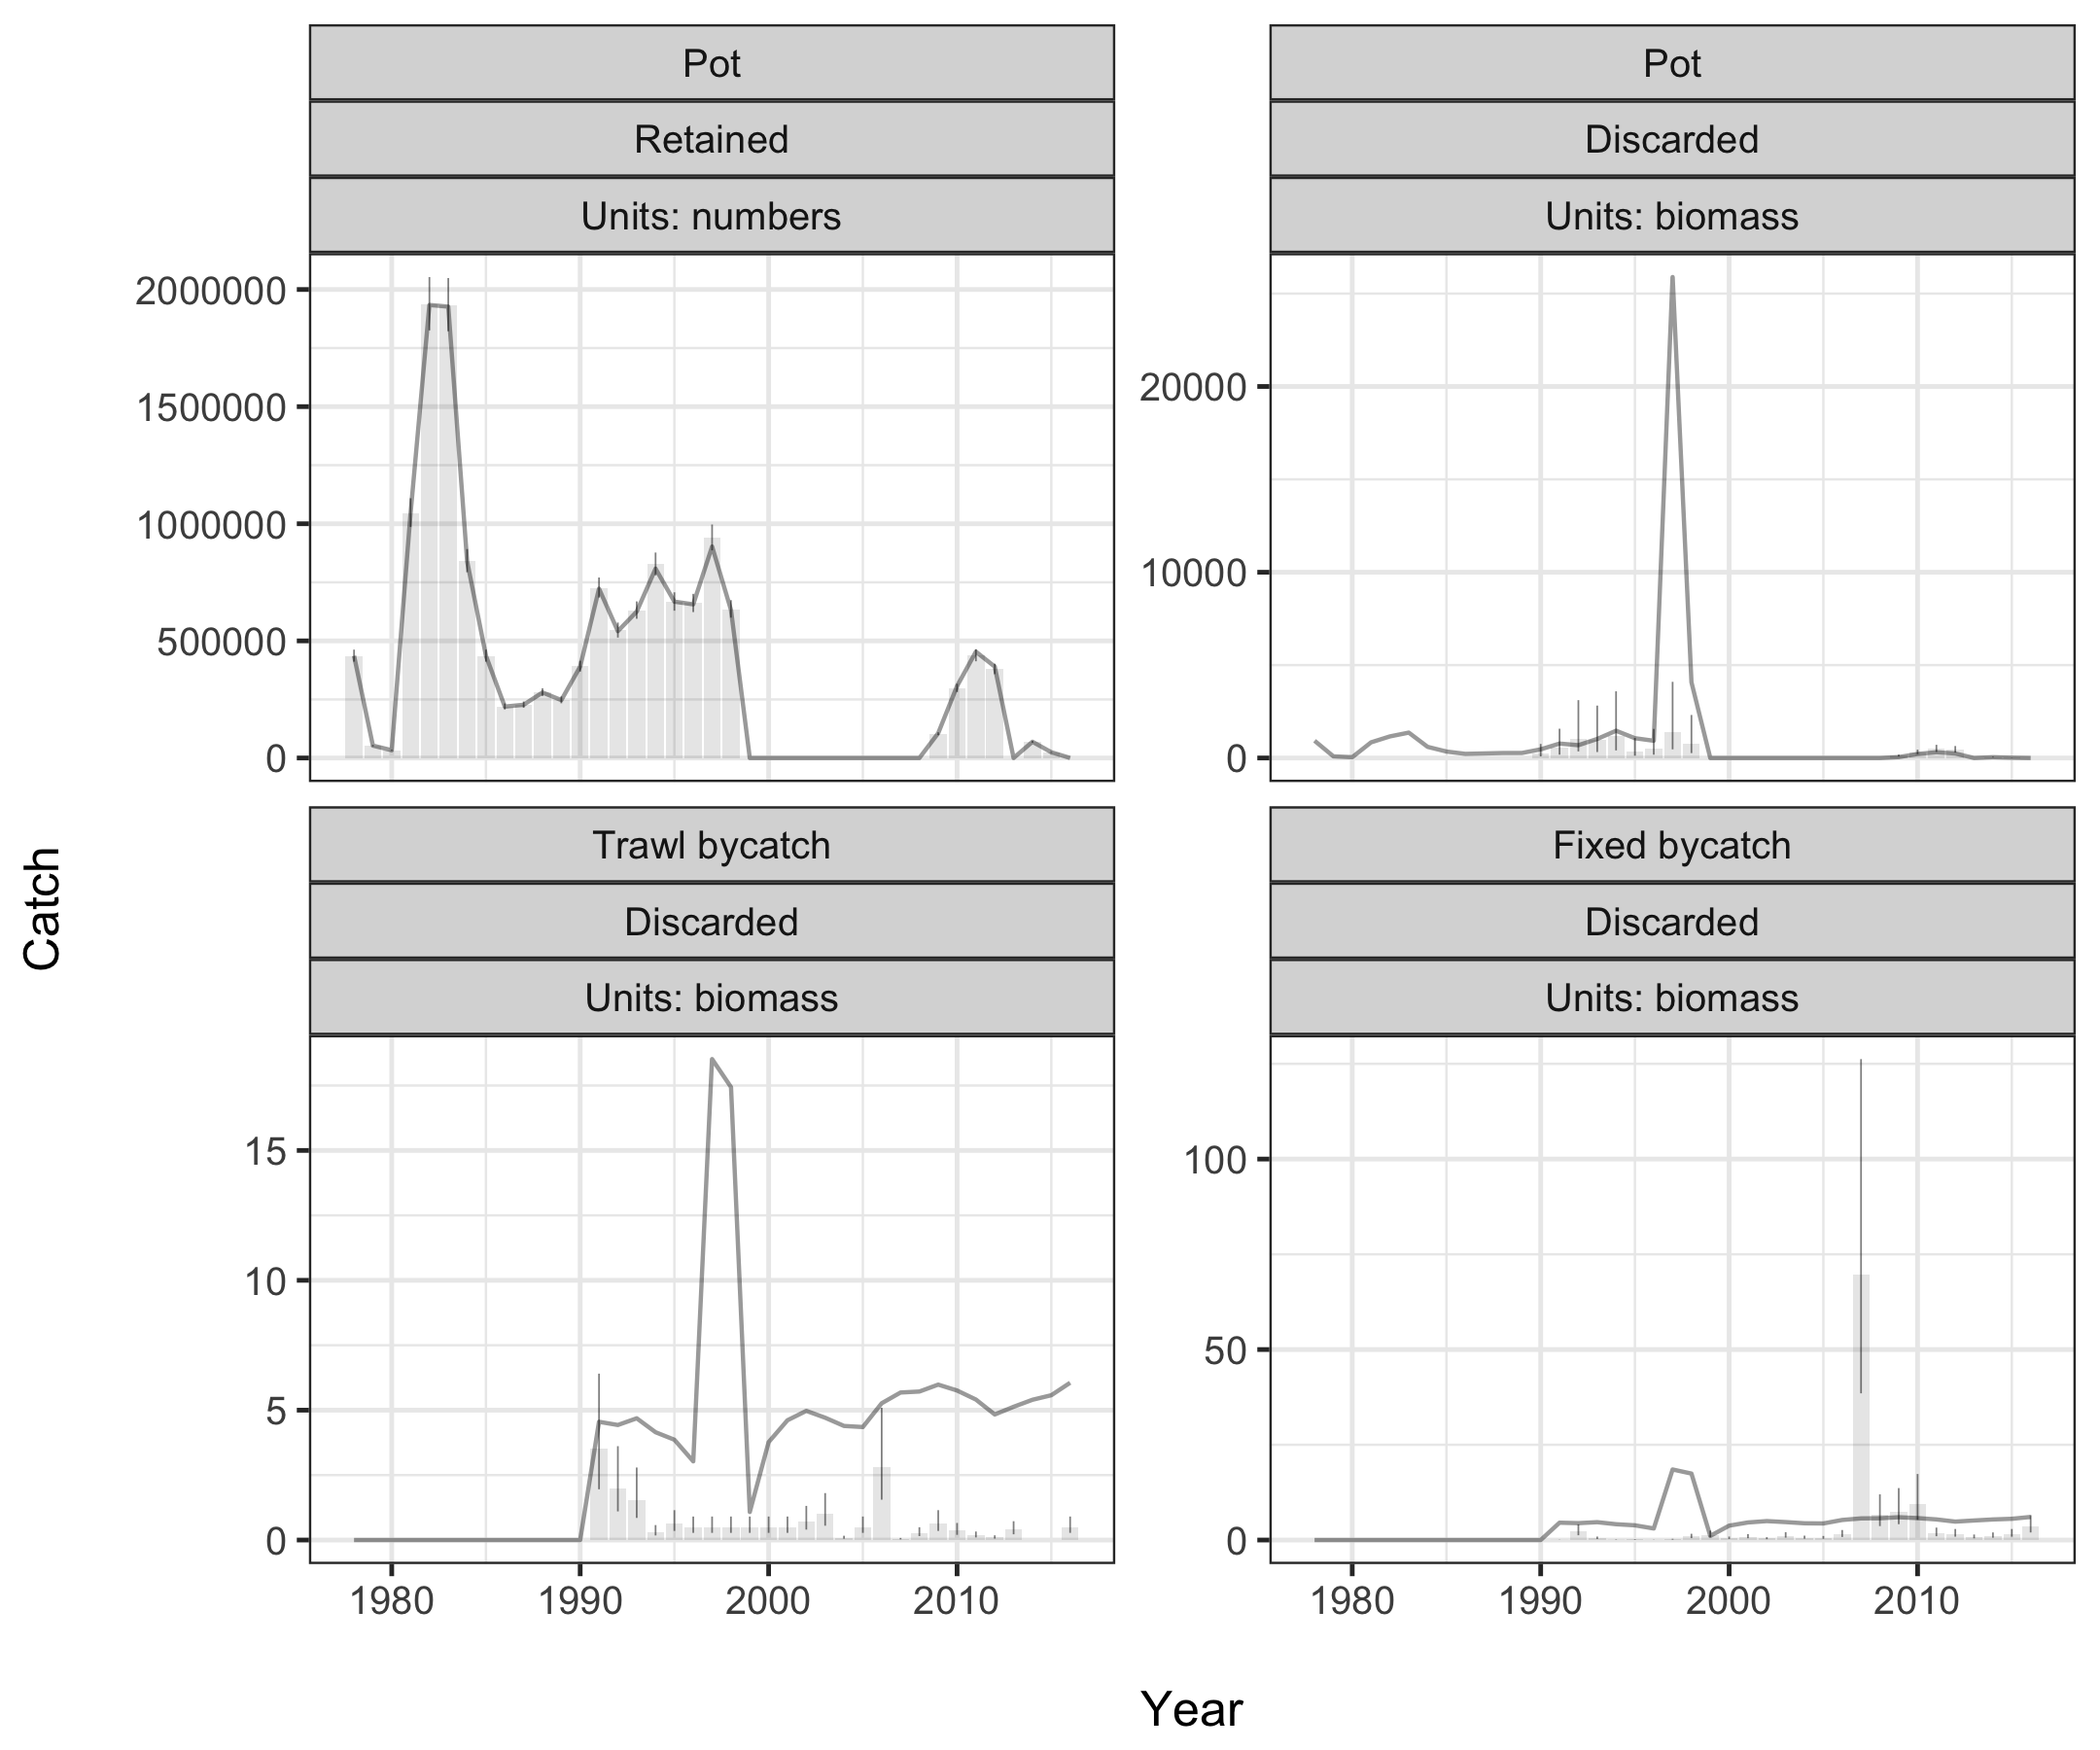 Pot
Retained
Units: numbers
2000000
1500000
1000000
500000
0
Pot
Discarded
Units: biomass
20000
10000
0
Trawl bycatch
Discarded
Units: biomass
15
10
5
0
1980 1990 2000 2010
Fixed bycatch
Discarded
Units: biomass
100
50
0
1980 1990 2000 2010
Catch
Year